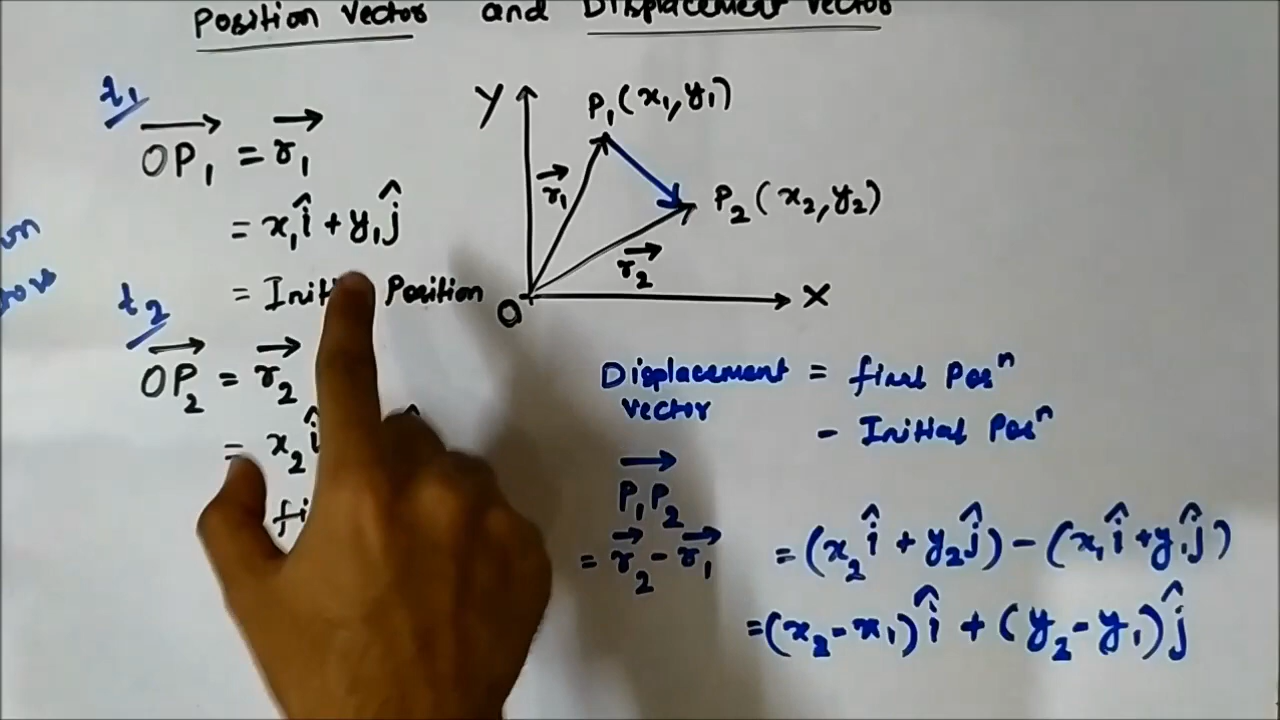 Position Vector and Displacement Vector
t₁
→OP₁ = →r₁
= x₁î + y₁ĵ
= Initi Position
t₂
→OP₂ = →r₂
= x₂î
fi
Y
P₁(x₁,y₁)
→r₁
P₂(x₂,y₂)
→r₂
O
X
Displacement = final Posⁿ
Vector
- Initial Posⁿ
→P₁P₂
= →r₂ - →r₁ = (x₂î + y₂ĵ) - (x₁î + y₁ĵ)
= (x₂ - x₁)î + (y₂ - y₁)ĵ